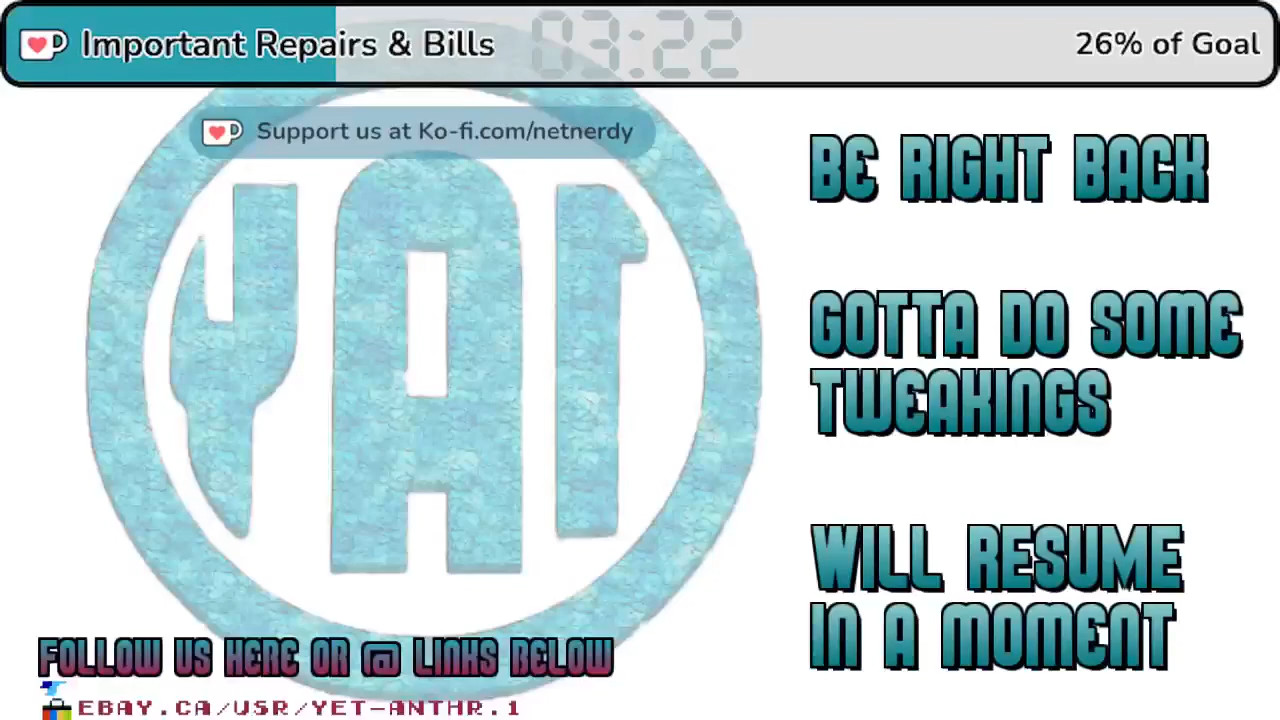 Important Repairs & Bills
03:22
26% of Goal
Support us at Ko-fi.com/netnerdy
YAI
BE RIGHT BACK
GOTTA DO SOME
TWEAKINGS
WILL RESUME
IN A MOMENT
FOLLOW US HERE OR @ LINKS BELOW
EBAY.CA/USR/YET-ANTHR.1